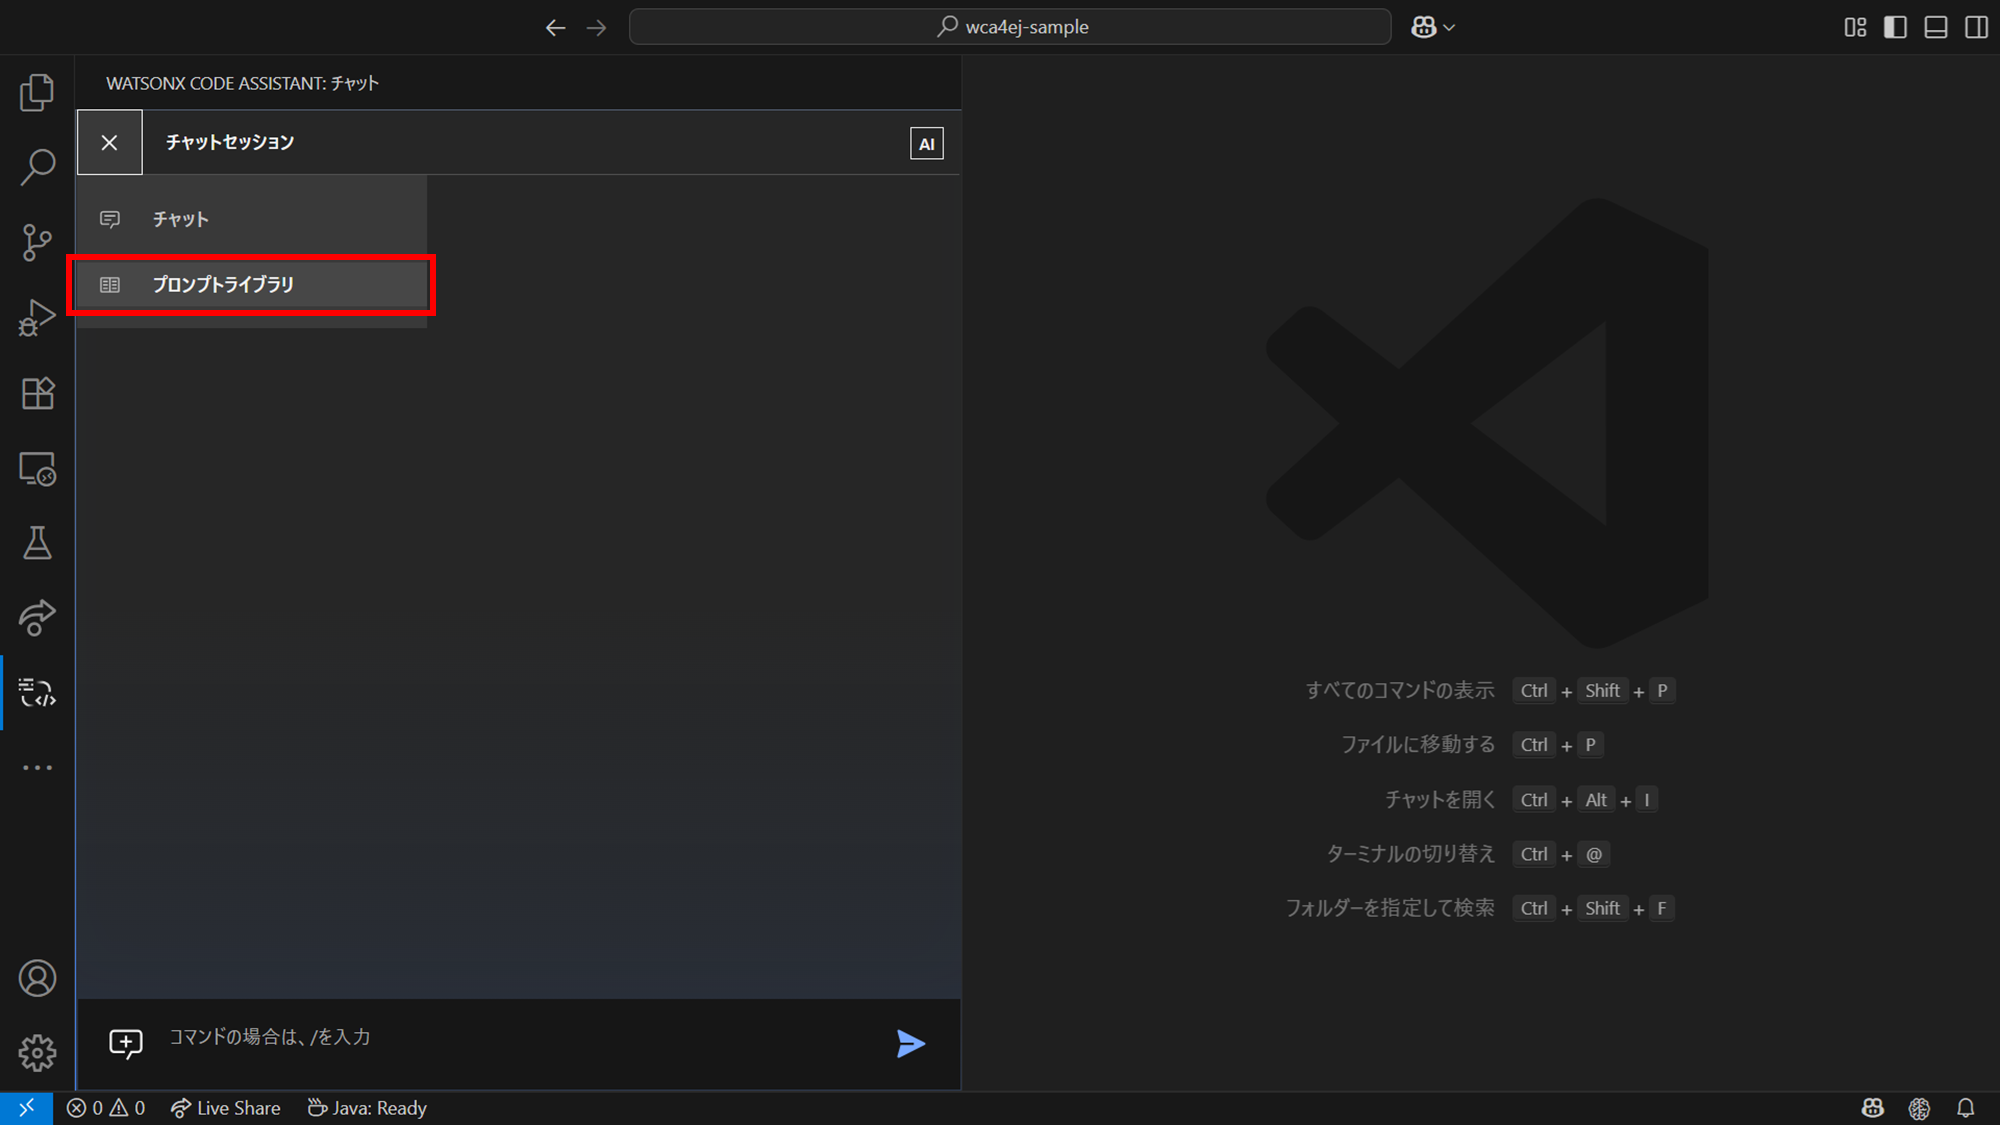 wca4ej-sample
WATSONX CODE ASSISTANT: チャット
チャットセッション
AI
チャット
プロンプトライブラリ
すべてのコマンドの表示 Ctrl + Shift + P
ファイルに移動する Ctrl + P
チャットを開く Ctrl + Alt + I
ターミナルの切り替え Ctrl + @
フォルダーを指定して検索 Ctrl + Shift + F
コマンドの場合は、/を入力
0 0 Live Share Java: Ready